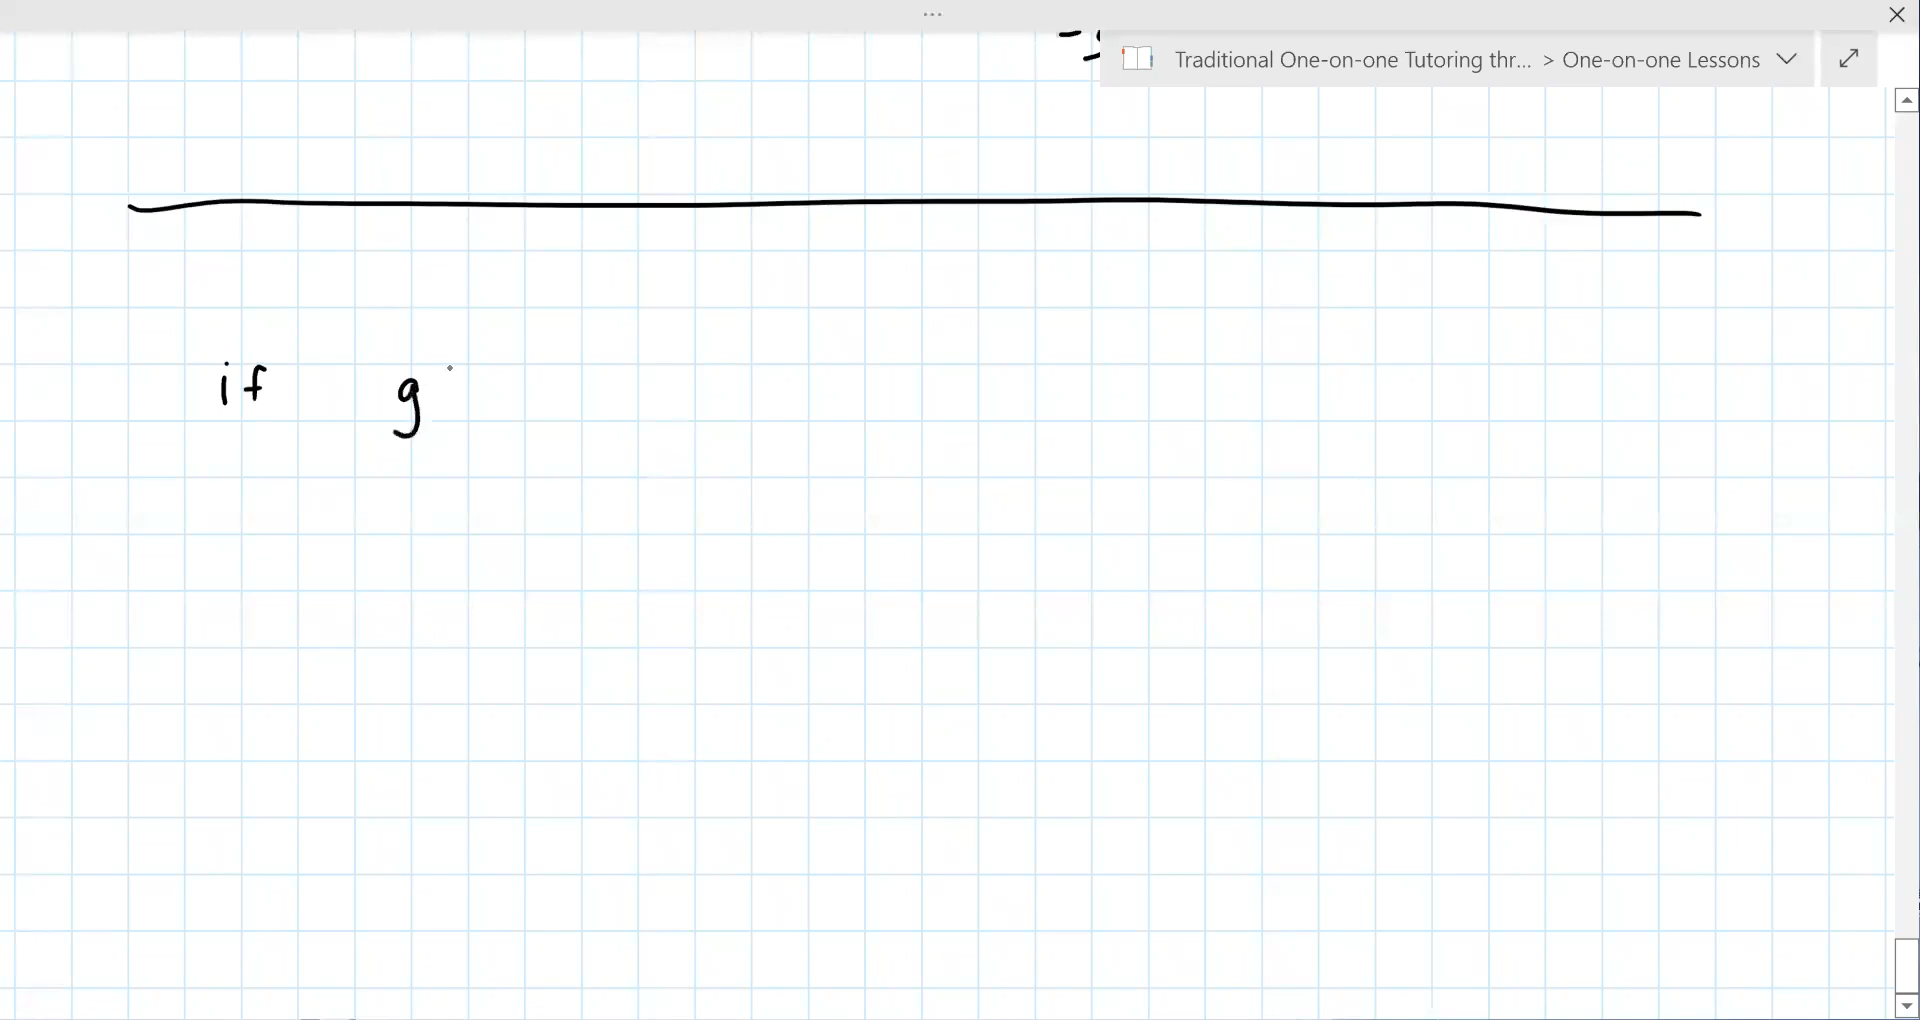 ...
Traditional One-on-one Tutoring thr... > One-on-one Lessons
if g